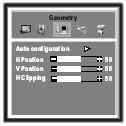 Geometry
Auto configuration
H Position 50
V Position 50
H Clipping 50